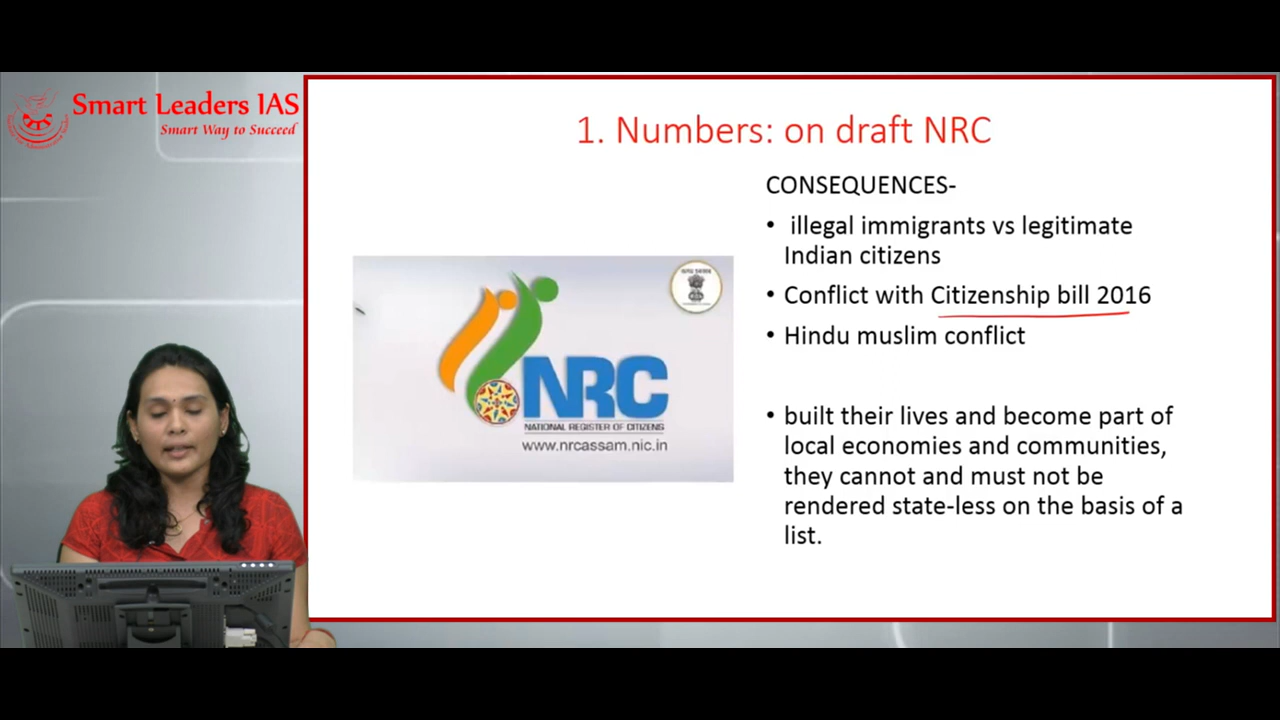 Smart Leaders IAS
Smart Way to Succeed
1. Numbers: on draft NRC
CONSEQUENCES-
• illegal immigrants vs legitimate
Indian citizens
• Conflict with Citizenship bill 2016
• Hindu muslim conflict
• built their lives and become part of
local economies and communities,
they cannot and must not be
rendered state-less on the basis of a
list.
NRC
NATIONAL REGISTER OF CITIZENS
www.nrcassam.nic.in